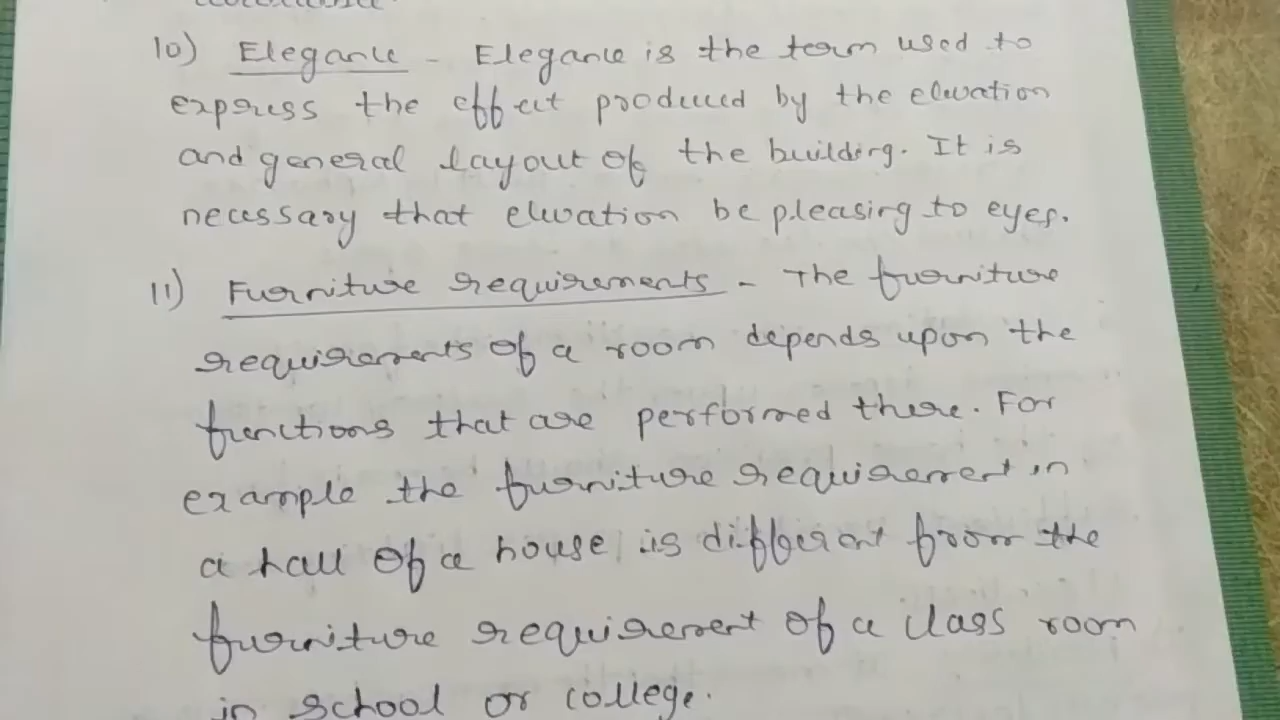 10) Elegance - Elegance is the term used to
express the effect produced by the elevation
and general layout of the building. It is
necessary that elevation be pleasing to eyes.
11) Furniture requirements - The furniture
requirements of a room depends upon the
functions that are performed there. For
example the furniture requirement in
a hall of a house is different from the
furniture requirement of a class room
in school or college.